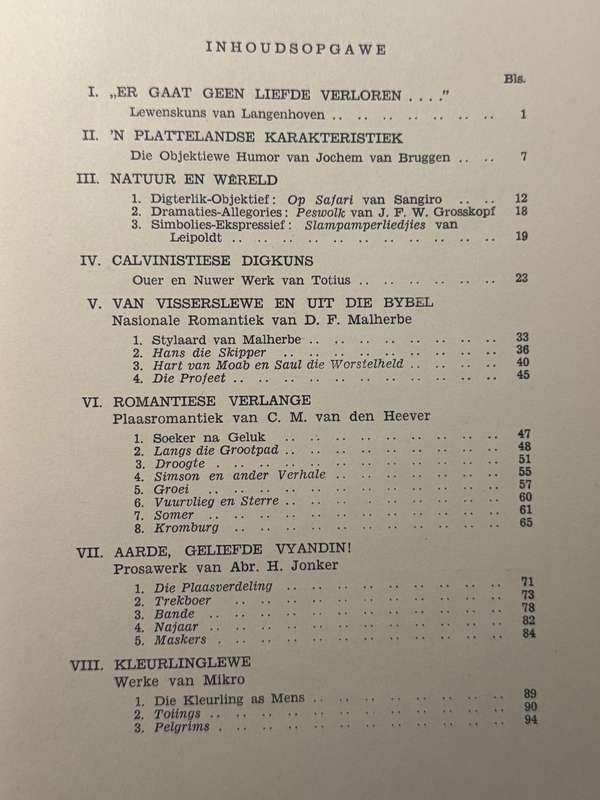 INHOUDSOPGAWE
Bls.
I. „ER GAAT GEEN LIEFDE VERLOREN . . . ."
Lewenskuns van Langenhoven .. .. .. .. .. .. .. 1
II. 'N PLATTELANDSE KARAKTERISTIEK
Die Objektiewe Humor van Jochem van Bruggen .. .. 7
III. NATUUR EN WÊRELD
1. Digterlik-Objektief: Op Safari van Sangiro .. .. 12
2. Dramaties-Allegories: Peswolk van J. F. W. Grosskopf 18
3. Simbolies-Ekspressief: Slampamperliedjies van
Leipoldt .. .. .. .. .. .. .. .. .. .. 19
IV. CALVINISTIESE DIGKUNS
Ouer en Nuwer Werk van Totius .. .. .. .. .. .. 23
V. VAN VISSERSLEWE EN UIT DIE BYBEL
Nasionale Romantiek van D. F. Malherbe
1. Stylaard van Malherbe .. .. .. .. .. .. .. .. 33
2. Hans die Skipper .. .. .. .. .. .. .. .. 36
3. Hart van Moab en Saul die Worstelheld .. .. .. .. 40
4. Die Profeet .. .. .. .. .. .. .. .. .. .. 45
VI. ROMANTIESE VERLANGE
Plaasromantiek van C. M. van den Heever
1. Soeker na Geluk .. .. .. .. .. .. .. .. 47
2. Langs die Grootpad .. .. .. .. .. .. .. .. 48
3. Droogte . .. .. .. .. .. .. .. .. .. .. 51
4. Simson en ander Verhale .. .. .. .. .. .. .. 55
5. Groei .. .. .. .. .. .. .. .. .. .. .. 57
6. Vuurvlieg en Sterre .. .. .. .. .. .. .. .. 60
7. Somer .. .. .. .. .. .. .. .. .. .. .. 61
8. Kromburg .. .. .. .. .. .. .. .. .. .. 65
VII. AARDE, GELIEFDE VYANDIN!
Prosawerk van Abr. H. Jonker
1. Die Plaasverdeling .. .. .. .. .. .. .. .. 71
2. Trekboer .. .. .. .. .. .. .. .. .. .. 73
3. Bande .. .. .. .. .. .. .. .. .. .. .. 78
4. Najaar .. .. .. .. .. .. .. .. .. .. .. 82
5. Maskers . .. .. .. .. .. .. .. .. .. .. 84
VIII. KLEURLINGLEWE
Werke van Mikro
1. Die Kleurling as Mens .. .. .. .. .. .. .. 89
2. Toiings .. .. .. .. .. .. .. .. .. .. .. 90
3. Pelgrims . .. .. .. .. .. .. .. .. .. .. 94